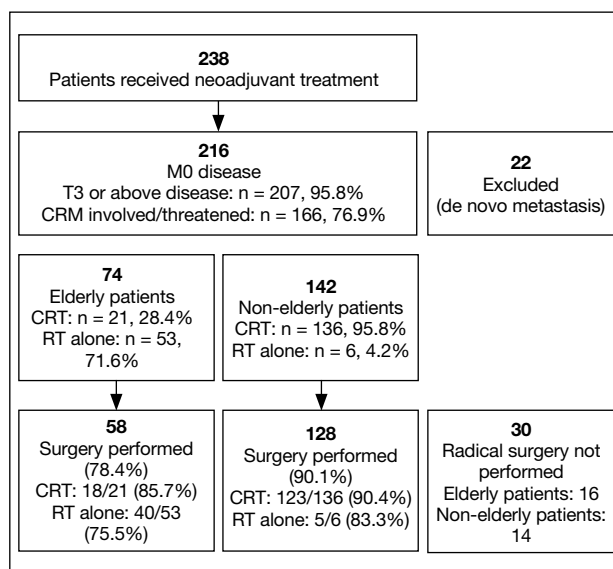 238
Patients received neoadjuvant treatment
216
M0 disease
T3 or above disease: n = 207, 95.8%
CRM involved/threatened: n = 166, 76.9%
22
Excluded
(de novo metastasis)
74
Elderly patients
CRT: n = 21, 28.4%
RT alone: n = 53,
71.6%
142
Non-elderly patients
CRT: n = 136, 95.8%
RT alone: n = 6, 4.2%
58
Surgery performed
(78.4%)
CRT: 18/21 (85.7%)
RT alone: 40/53
(75.5%)
128
Surgery performed
(90.1%)
CRT: 123/136 (90.4%)
RT alone: 5/6 (83.3%)
30
Radical surgery not
performed
Elderly patients: 16
Non-elderly patients:
14